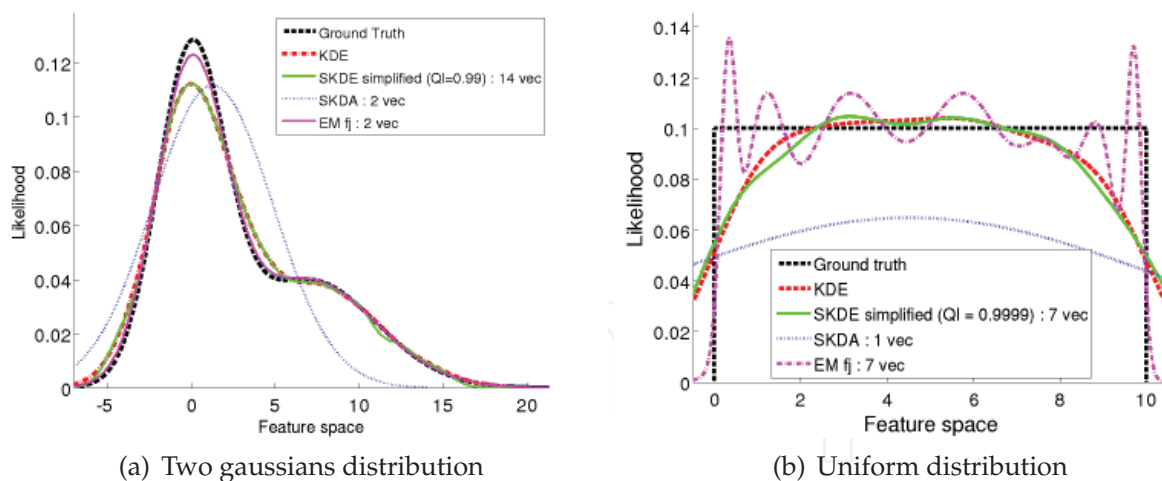 0.12
0.1
0.08
0.06
0.04
0.02
0
Likelihood
-5
0
5
10
15
20
Feature space
Ground Truth
KDE
SKDE simplified (QI=0.99) : 14 vec
SKDA : 2 vec
EM fj : 2 vec
(a) Two gaussians distribution
0.14
0.12
0.1
0.08
0.06
0.04
0.02
0
Likelihood
0
2
4
6
8
10
Feature space
Ground truth
KDE
SKDE simplified (QI = 0.9999) : 7 vec
SKDA : 1 vec
EM fj : 7 vec
(b) Uniform distribution